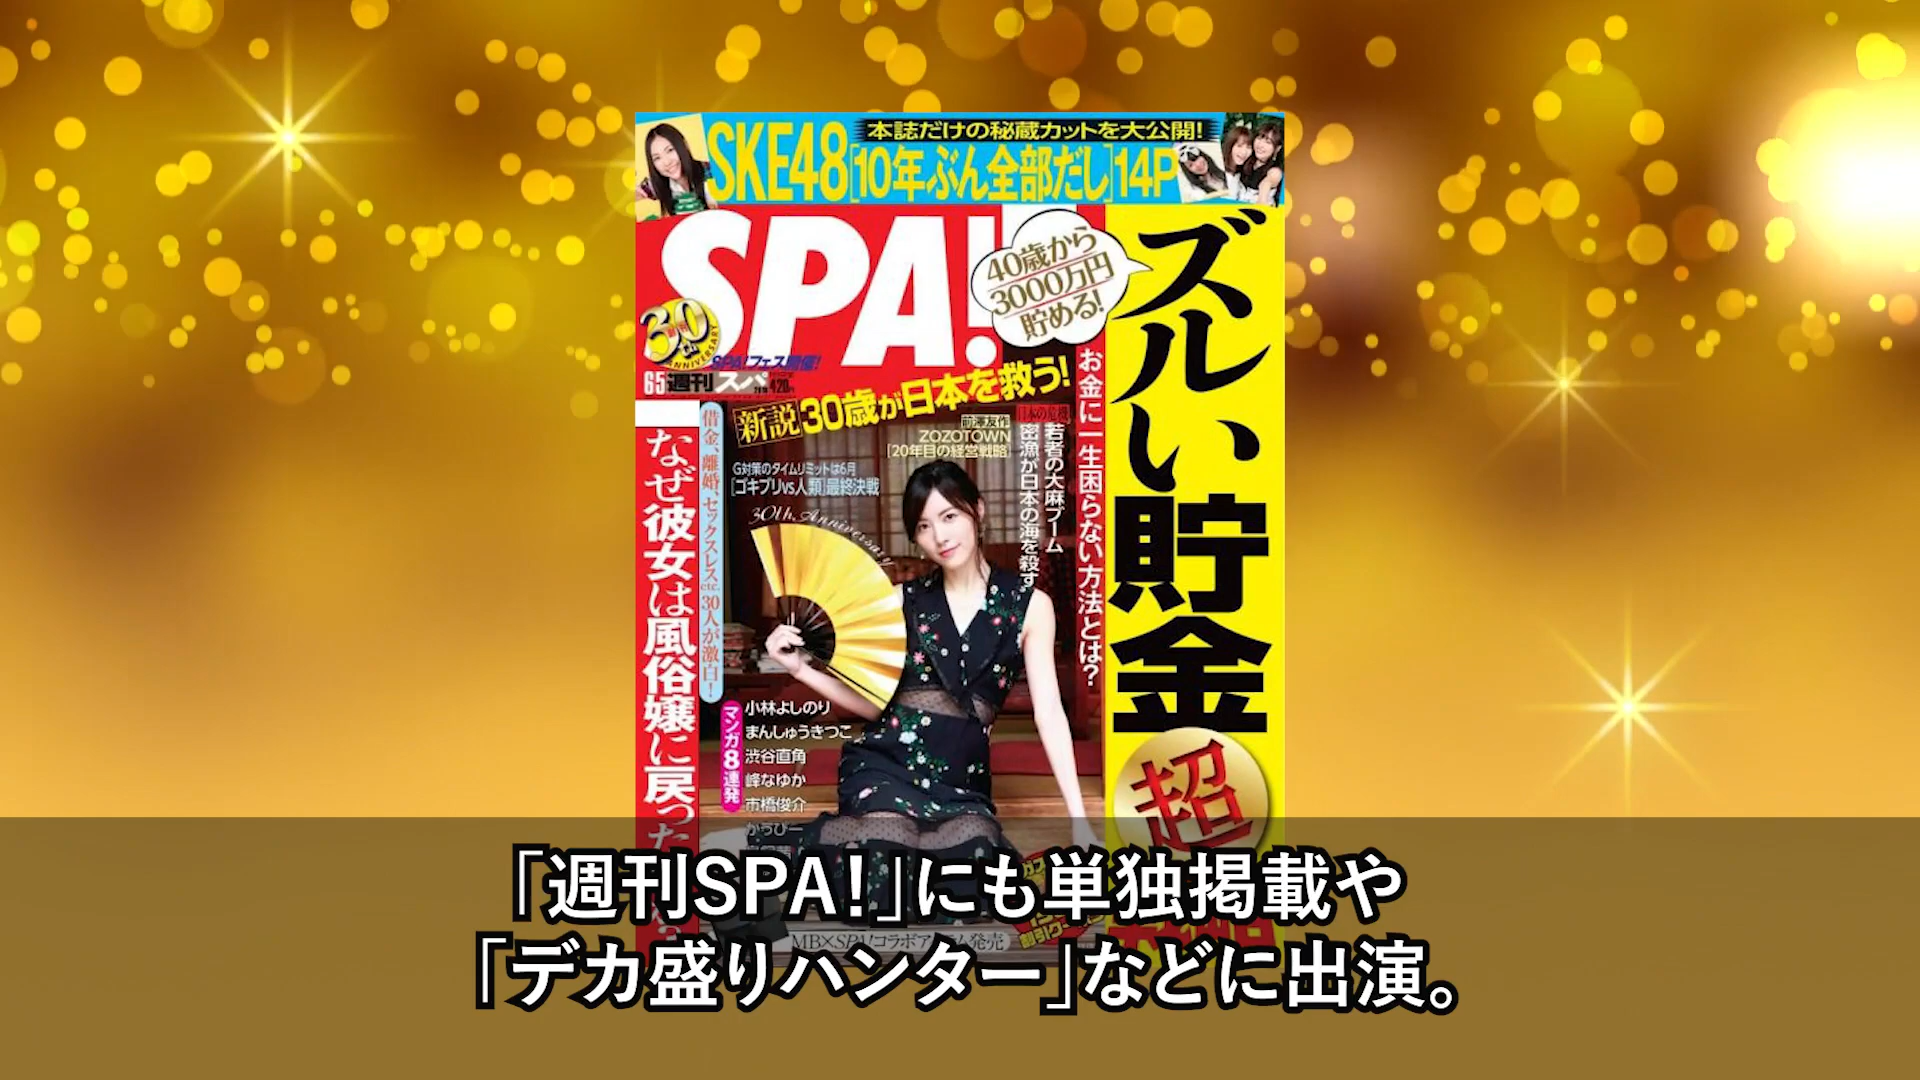 本誌だけの秘蔵カットを大公開!
SKE48[10年ぶん全部だし]14P
SPA!
40歳から
3000万円
貯める!
30
th
ANNIVERSARY
SPA!フェス開催!
6 5 週刊スパ
420円
新説30歳が日本を救う!
ズルい貯金
超
お金に一生困らない方法とは?
日本の危機
若者の大麻ブーム
密漁が日本の海を殺す
前澤友作
ZOZOTOWN
[20年目の経営戦略]
G対策のタイムリミットは6月
[ゴキブリvs人類]最終決戦
30th Anniversary
借金、離婚、セックスレスetc. 30人が激白!
なぜ彼女は風俗嬢に戻った
マンガ8連発
小林よしのり
まんしゅうきつこ
渋谷直角
峰なゆか
市橋俊介
かっぴー
MB×SPA!コラボアイテム発売
「週刊SPA!」にも単独掲載や
「デカ盛りハンター」などに出演。